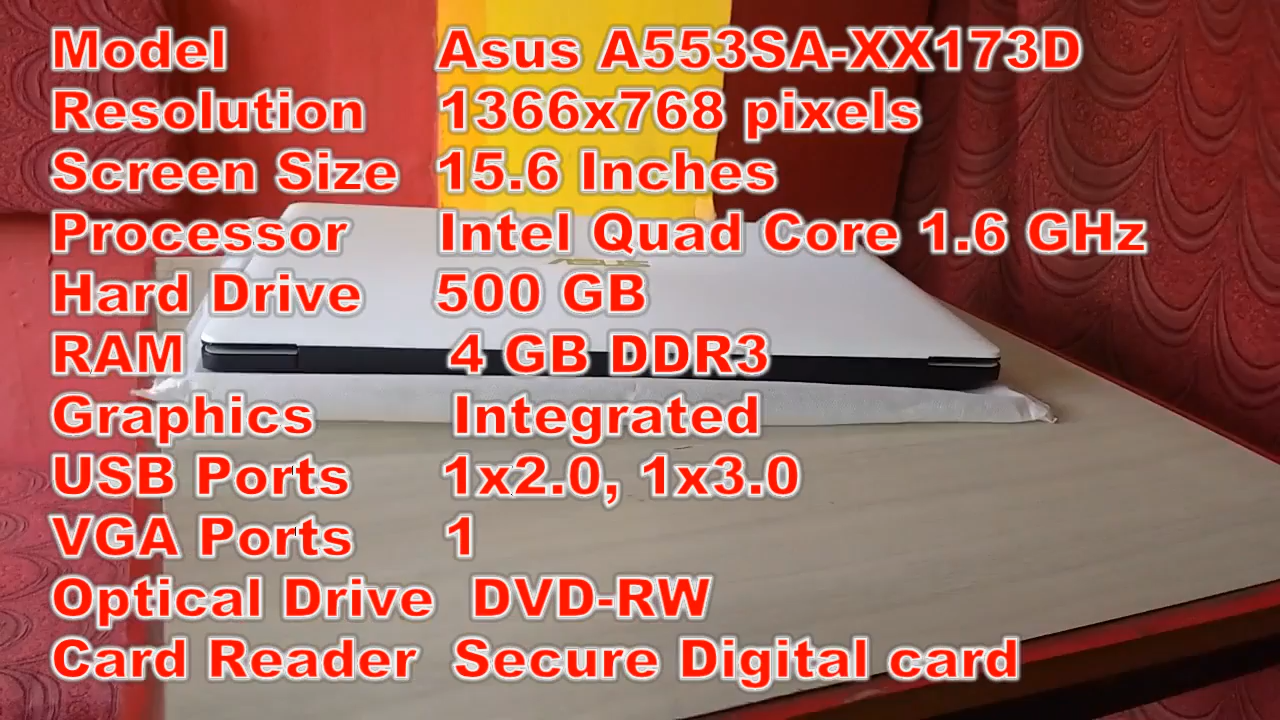 Model Asus A553SA-XX173D
Resolution 1366x768 pixels
Screen Size 15.6 Inches
Processor Intel Quad Core 1.6 GHz
Hard Drive 500 GB
RAM 4 GB DDR3
Graphics Integrated
USB Ports 1x2.0, 1x3.0
VGA Ports 1
Optical Drive DVD-RW
Card Reader Secure Digital card